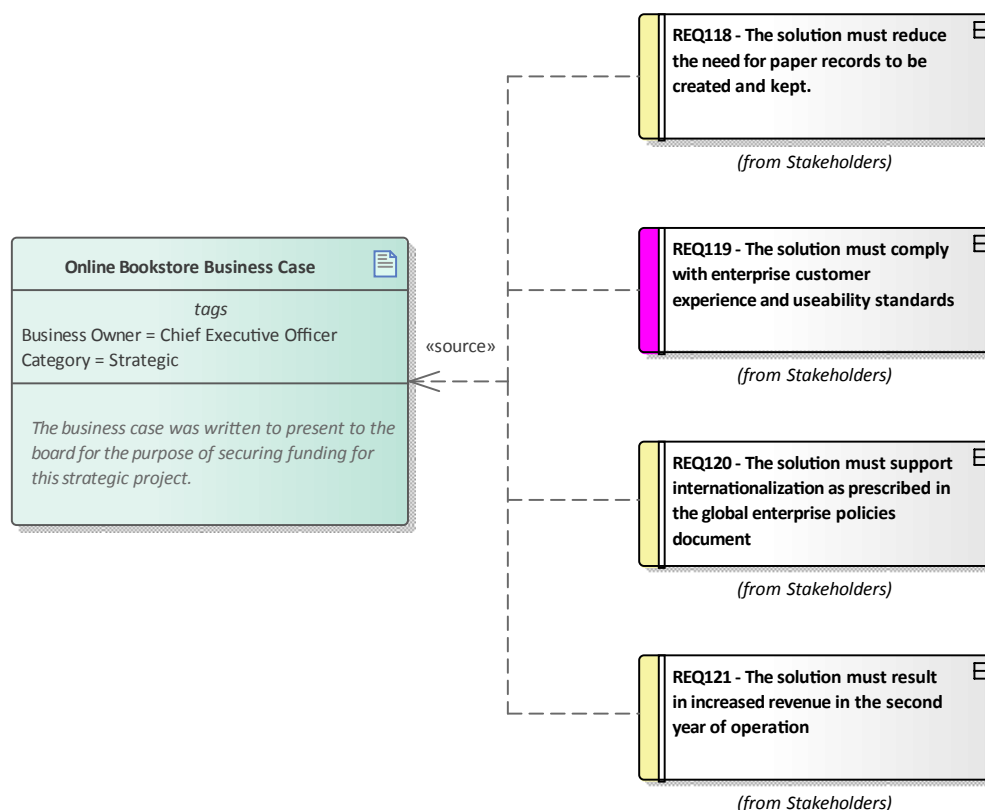 Online Bookstore Business Case
tags
Business Owner = Chief Executive Officer
Category = Strategic
The business case was written to present to the
board for the purpose of securing funding for
this strategic project.
«source»
REQ118 - The solution must reduce
the need for paper records to be
created and kept.
(from Stakeholders)
REQ119 - The solution must comply
with enterprise customer
experience and useability standards
(from Stakeholders)
REQ120 - The solution must support
internationalization as prescribed in
the global enterprise policies
document
(from Stakeholders)
REQ121 - The solution must result
in increased revenue in the second
year of operation
(from Stakeholders)